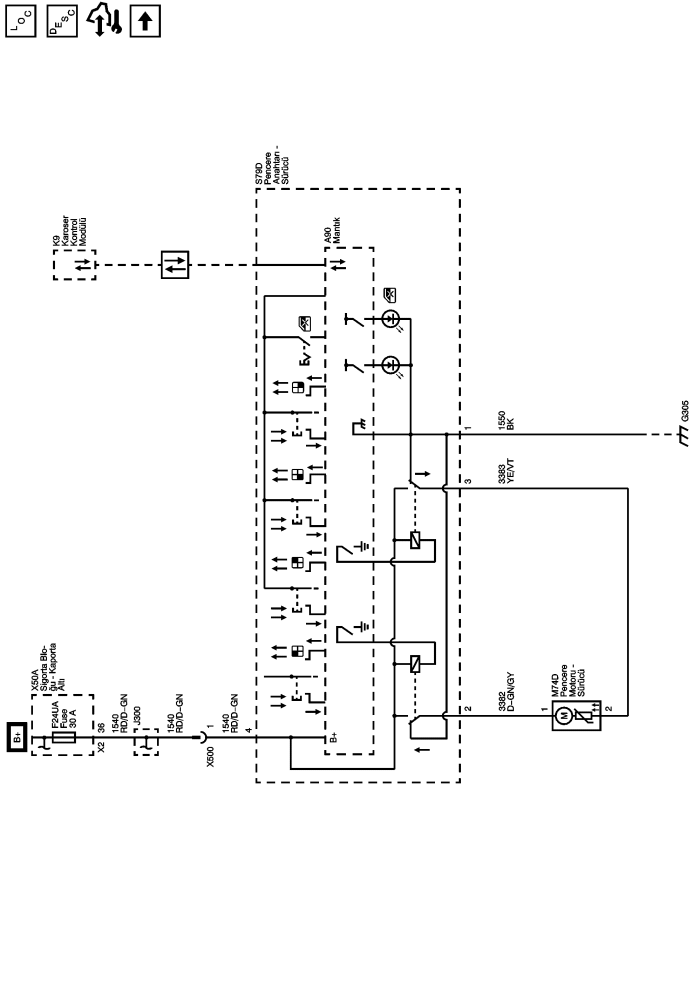 LOC
DESC
S79D
Pencere
Anahtarı -
Sürücü
K9
Karoser
Kontrol
Modülü
A90
Mantık
1
1550
BK
G305
3
3383
YE/VT
X50A
Sigorta Blo-
ğu - Kaporta
Altı
B+
F24UA
Fuse
30 A
X2
36
1540
RD/D-GN
J300
1540
RD/D-GN
1
X500
1540
RD/D-GN
4
B+
2
3382
D-GN/GY
M74D
Pencere
Motoru -
Sürücü
1
M
2